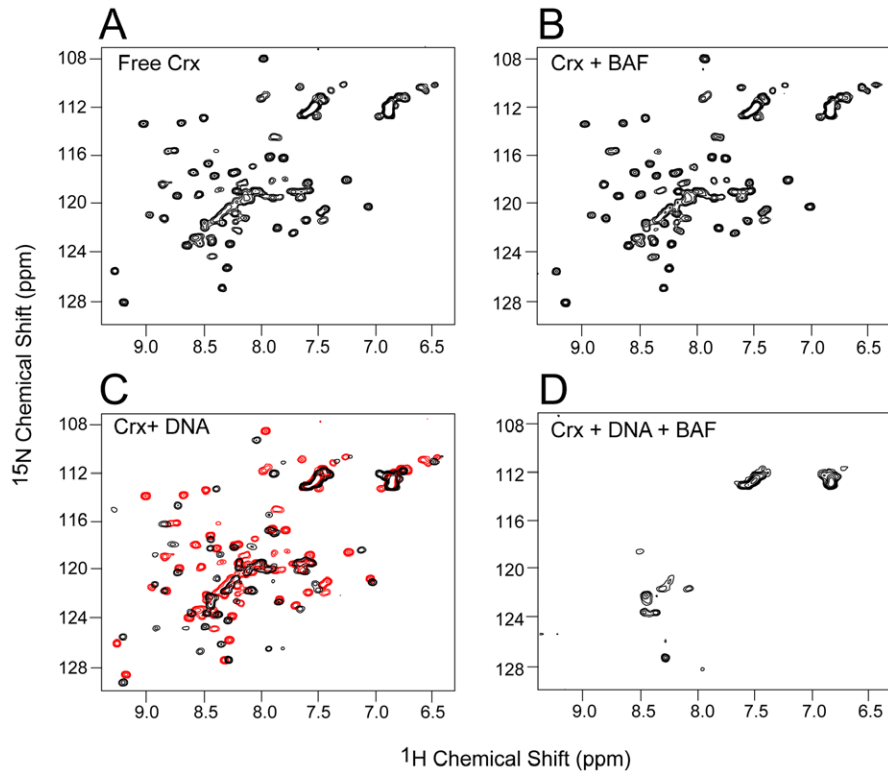 A
B
Free Crx
Crx + BAF
108
112
116
120
124
128
9.0 8.5 8.0 7.5 7.0 6.5
108
112
116
120
124
128
9.0 8.5 8.0 7.5 7.0 6.5
C
D
Crx+ DNA
Crx + DNA + BAF
108
112
116
120
124
128
9.0 8.5 8.0 7.5 7.0 6.5
108
112
116
120
124
128
9.0 8.5 8.0 7.5 7.0 6.5
15N Chemical Shift (ppm)
1H Chemical Shift (ppm)